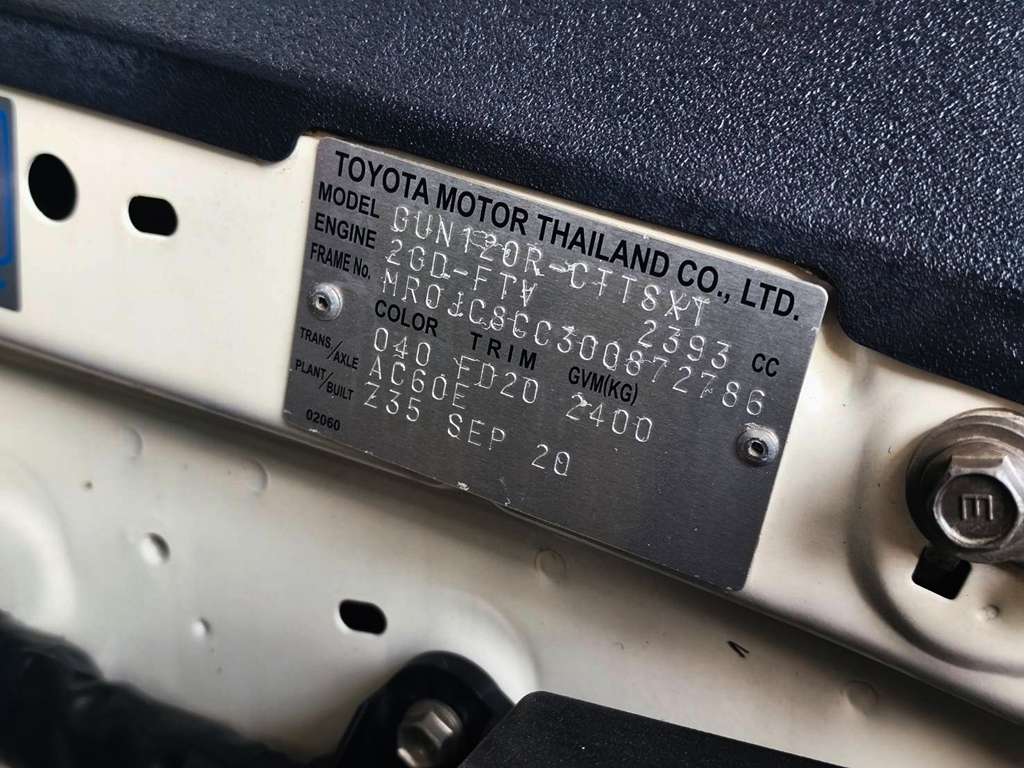 TOYOTA MOTOR THAILAND CO., LTD.
MODEL GUN120R-CTTSXT
ENGINE 2GD-FTV 2393 CC
FRAME No. MR0JC8CC300872786
COLOR TRIM GVM(KG)
040 FD20 2400
TRANS/AXLE AC60E
PLANT/BUILT Z35 SEP 20
02060
E